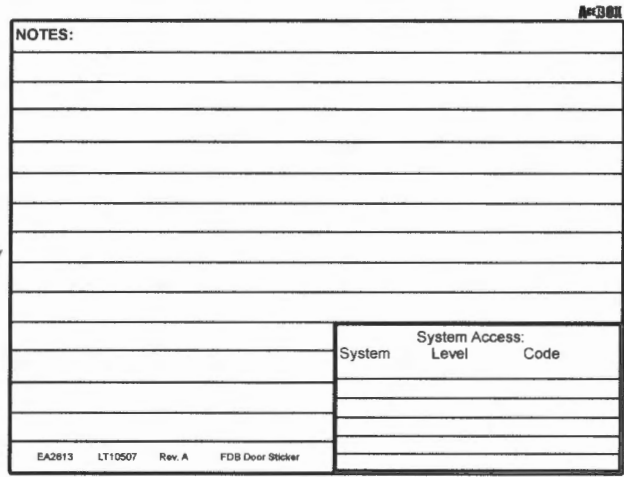 NOTES:
System Access:
System Level Code
EA2613 LT10507 Rev. A FDB Door Sticker